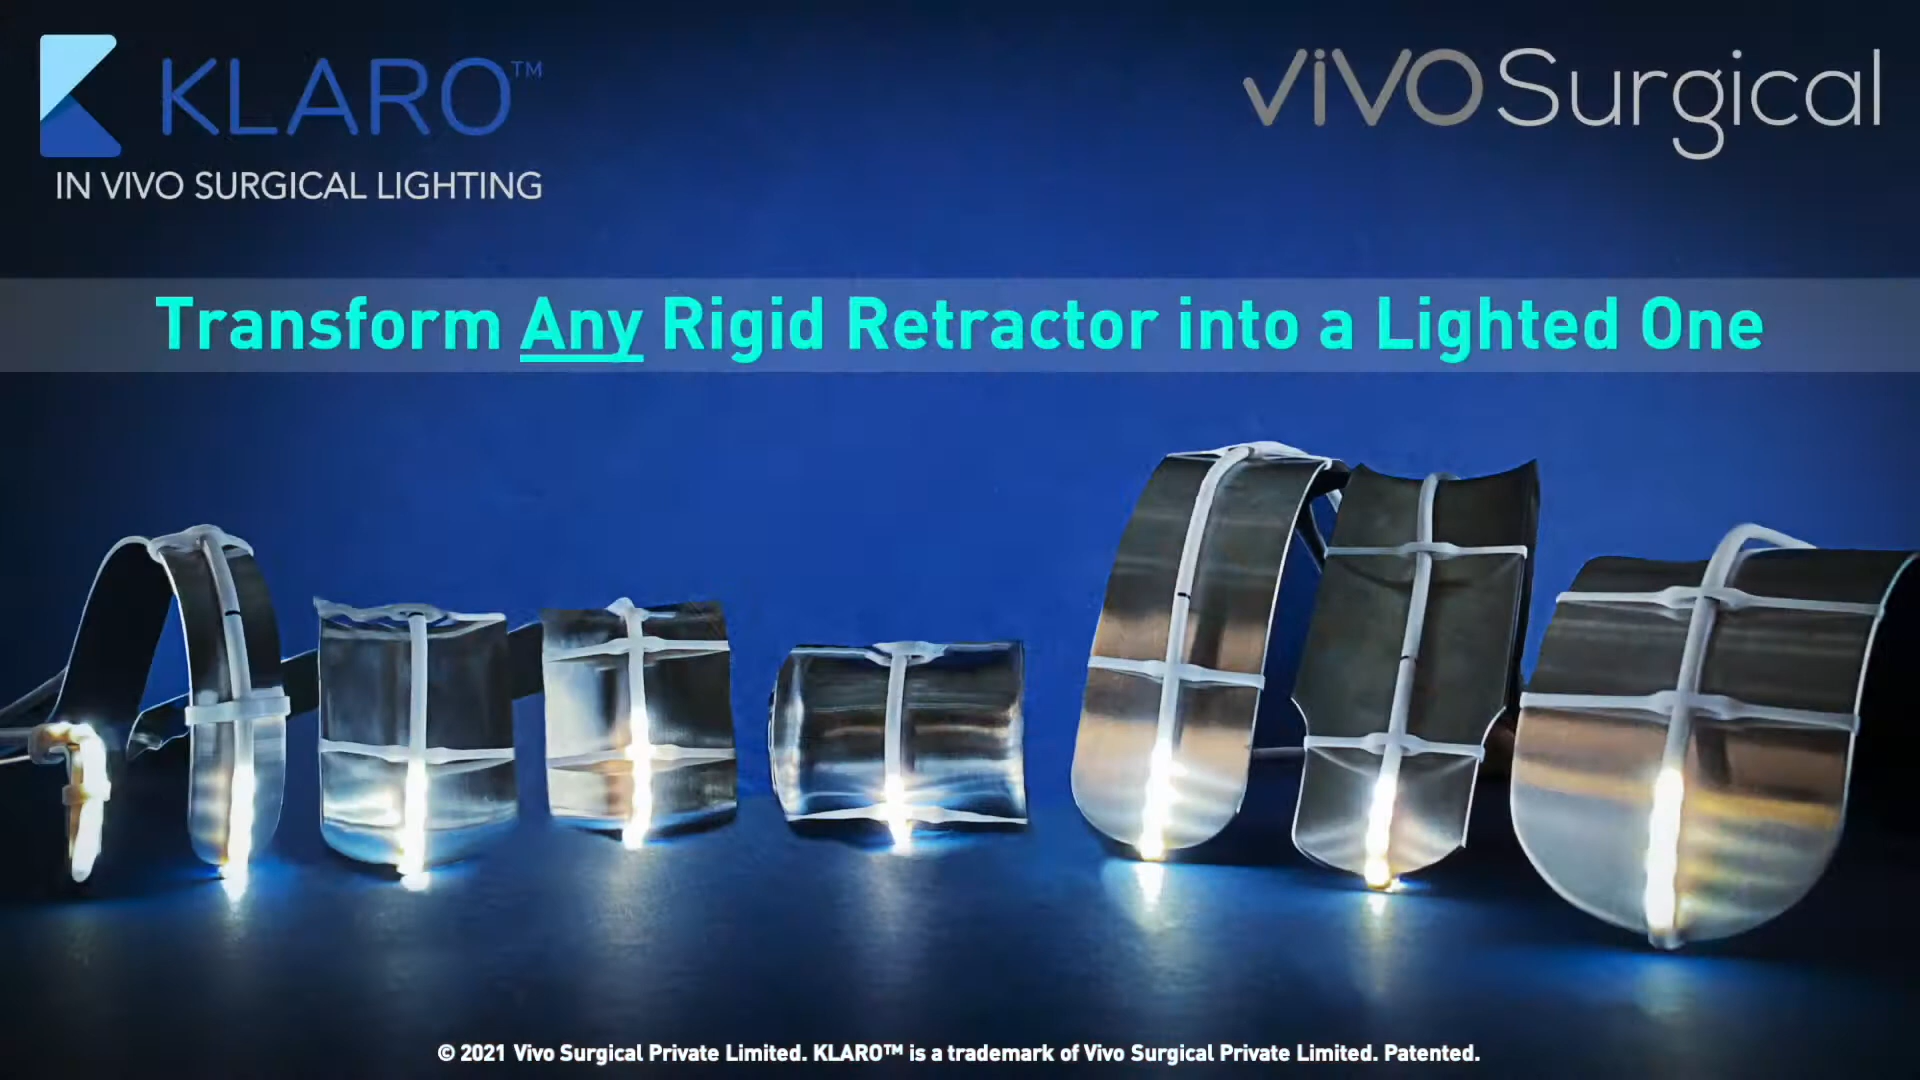 KLARO™
IN VIVO SURGICAL LIGHTING
ViVO Surgical
Transform Any Rigid Retractor into a Lighted One
© 2021 Vivo Surgical Private Limited. KLARO™ is a trademark of Vivo Surgical Private Limited. Patented.